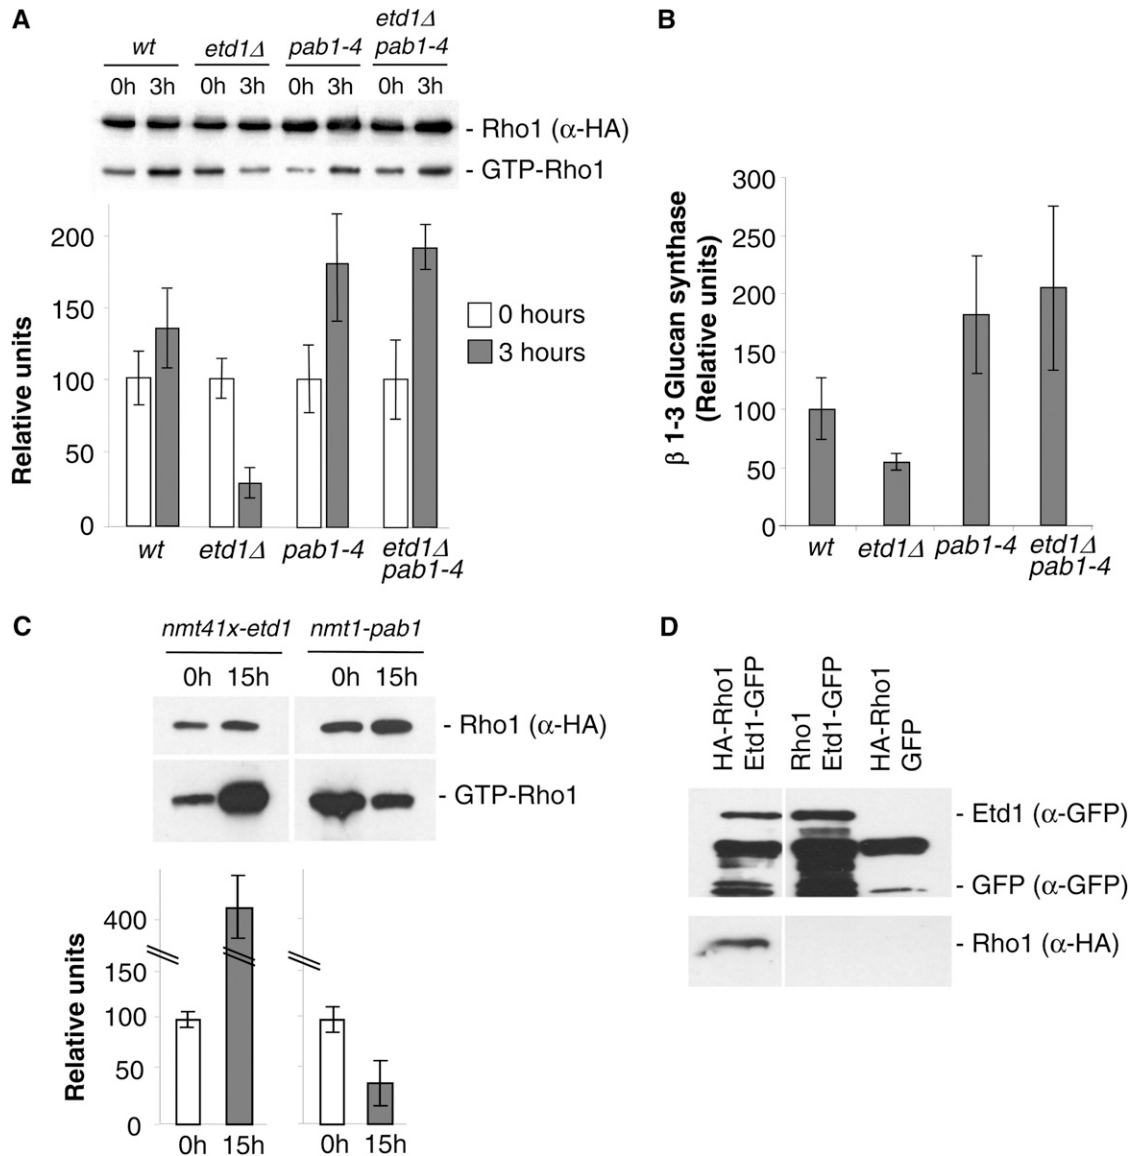 A
wt
etd1Δ
pab1-4
etd1Δ
pab1-4
0h 3h 0h 3h 0h 3h 0h 3h
- Rho1 (α-HA)
- GTP-Rho1
Relative units
200
150
100
50
0
0 hours
3 hours
wt
etd1Δ
pab1-4
etd1Δ
pab1-4
B
β 1-3 Glucan synthase
(Relative units)
300
250
200
150
100
50
0
wt
etd1Δ
pab1-4
etd1Δ
pab1-4
C
nmt41x-etd1 nmt1-pab1
0h 15h 0h 15h
- Rho1 (α-HA)
- GTP-Rho1
Relative units
400
150
100
50
0
0h 15h 0h 15h
D
HA-Rho1
Etd1-GFP
Rho1
Etd1-GFP
HA-Rho1
GFP
- Etd1 (α-GFP)
- GFP (α-GFP)
- Rho1 (α-HA)